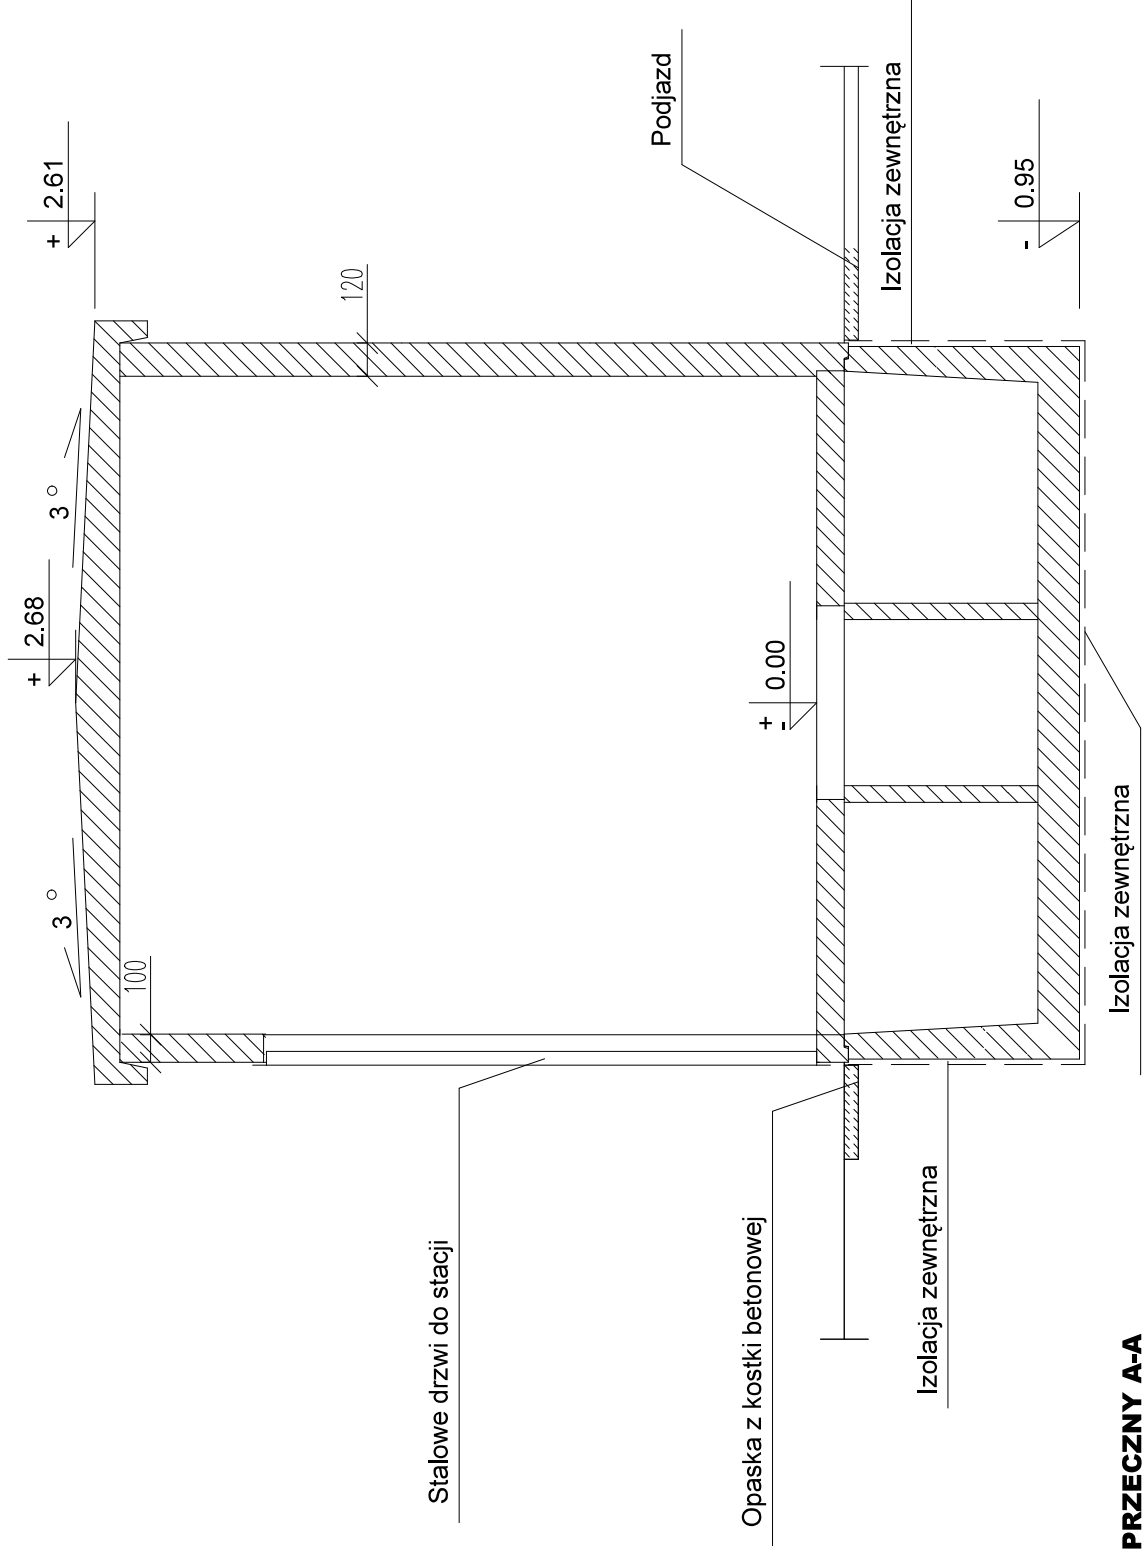 + 2.61
+ 2.68
3°
3°
100
120
+
- 0.00
- 0.95
Podjazd
Izolacja zewnętrzna
Stalowe drzwi do stacji
Opaska z kostki betonowej
Izolacja zewnętrzna
Izolacja zewnętrzna
PRZECZNY A-A